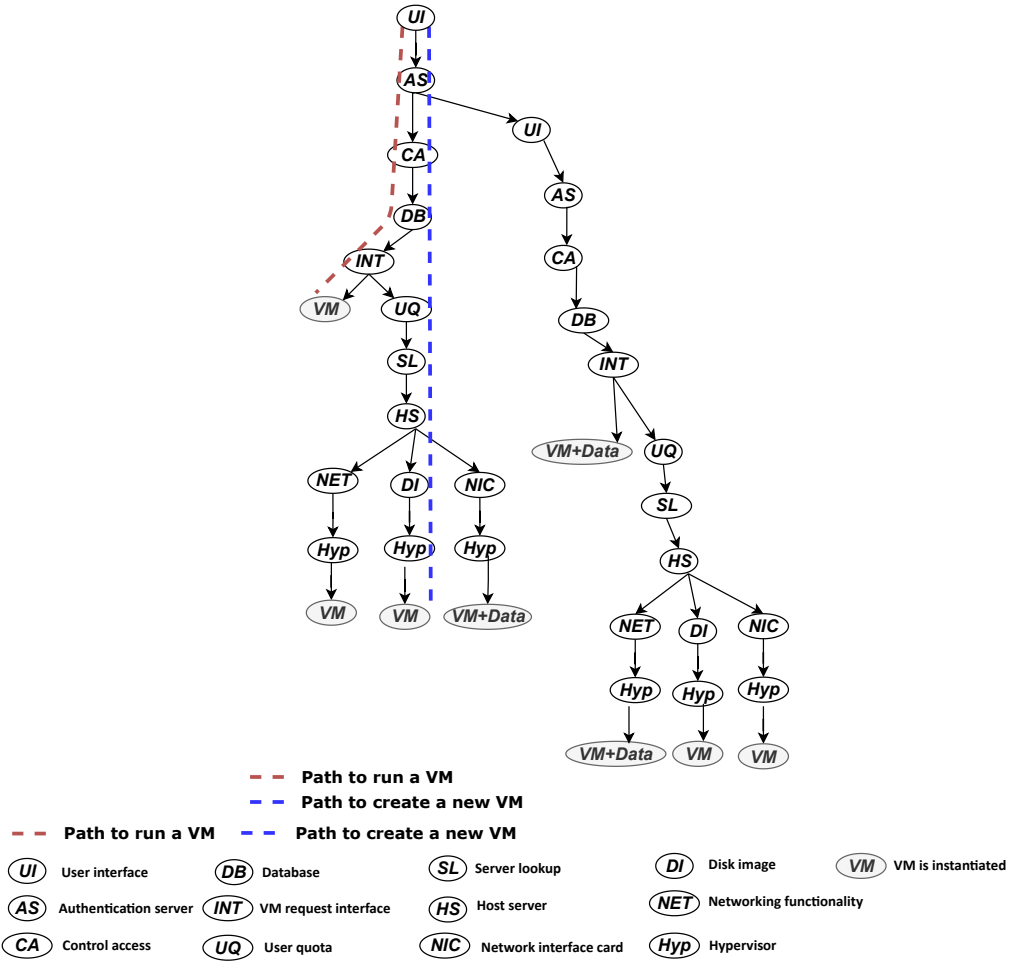 UI
AS
UI
CA
AS
DB
CA
INT
VM
UQ
DB
SL
INT
HS
VM+Data
UQ
NET
DI
NIC
SL
Hyp
Hyp
Hyp
HS
VM
VM
VM+Data
NET
DI
NIC
Hyp
Hyp
Hyp
VM+Data
VM
VM
Path to run a VM
Path to create a new VM
Path to run a VM
Path to create a new VM
UI User interface
DB Database
SL Server lookup
DI Disk image
VM VM is instantiated
AS Authentication server
INT VM request interface
HS Host server
NET Networking functionality
CA Control access
UQ User quota
NIC Network interface card
Hyp Hypervisor